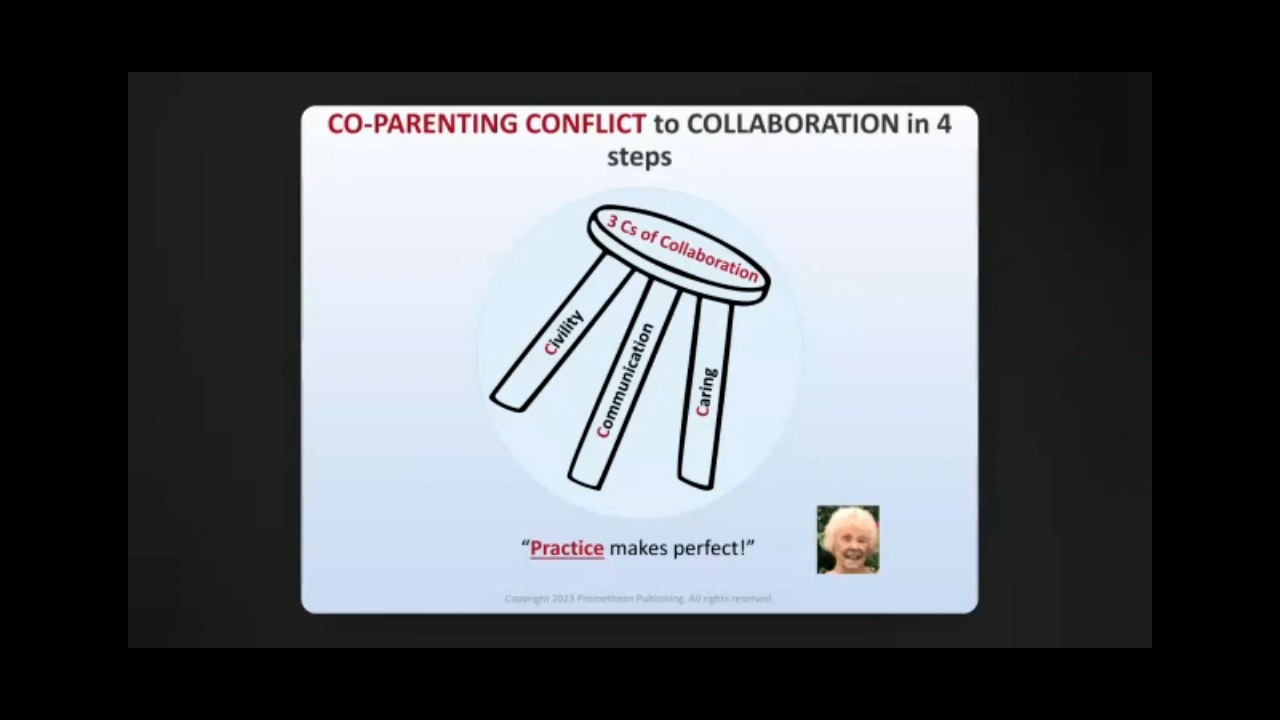 CO-PARENTING CONFLICT to COLLABORATION in 4
steps
3 Cs of Collaboration
Civility
Communication
Caring
“Practice makes perfect!”
Copyright 2023 Promethean Publishing. All rights reserved.